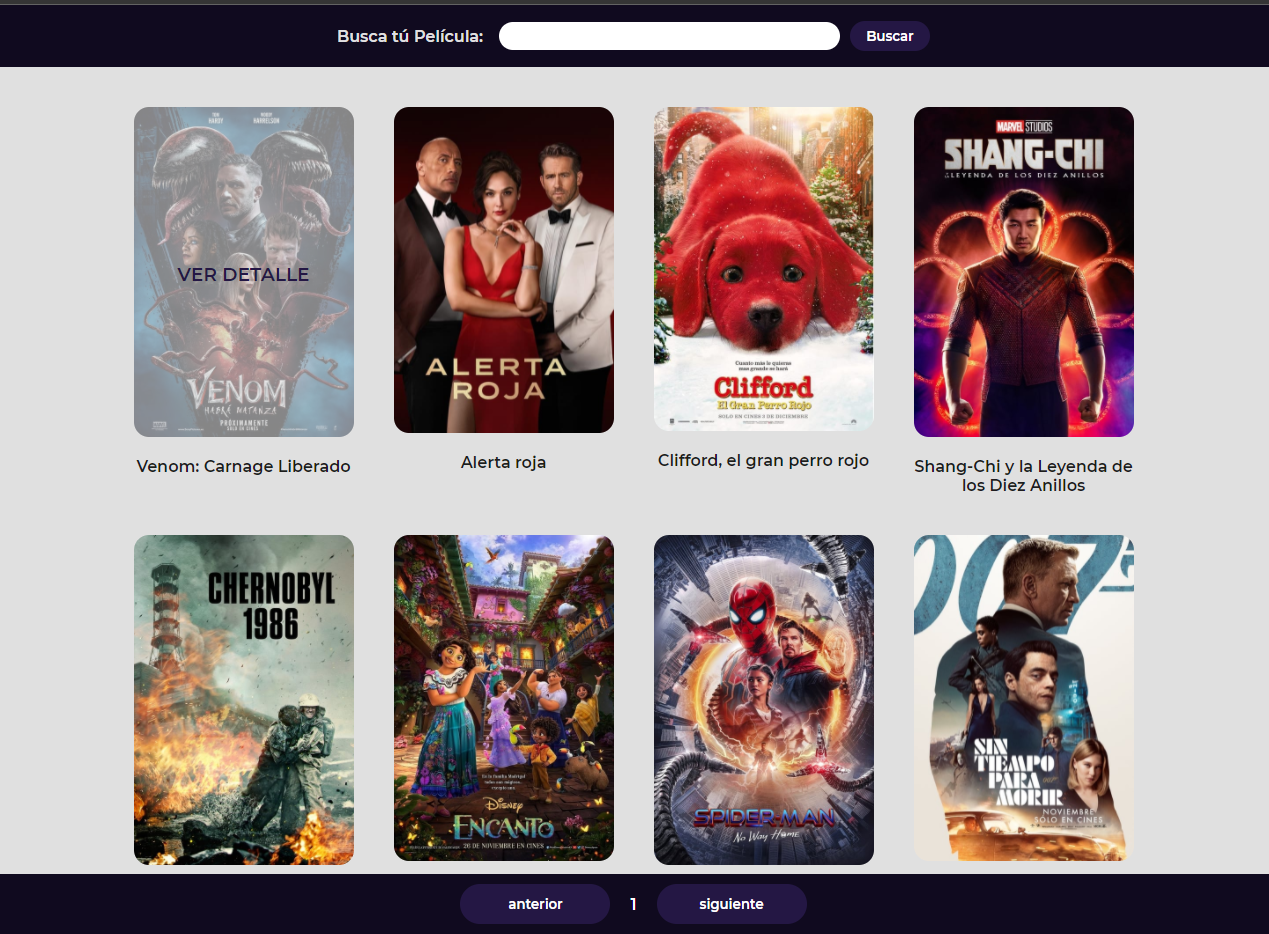 Busca tú Película:
Buscar
TOM HARDY
WOODY HARRELSON
VER DETALLE
VENOM
HABRÁ MATANZA
PRÓXIMAMENTE
SOLO EN CINES
ALERTA
ROJA
Cuanto más le quieras
más grande se hará
Clifford
El Gran Perro Rojo
SOLO EN CINES 3 DE DICIEMBRE
MARVEL STUDIOS
SHANG-CHI
Y LA LEYENDA DE LOS DIEZ ANILLOS
Venom: Carnage Liberado
Alerta roja
Clifford, el gran perro rojo
Shang-Chi y la Leyenda de
los Diez Anillos
CHERNOBYL
1986
Disney
ENCANTO
26 DE NOVIEMBRE EN CINES
SPIDER-MAN
No Way Home
007
SIN
TIEMPO
PARA
MORIR
NOVIEMBRE
SÓLO EN CINES
anterior
1
siguiente